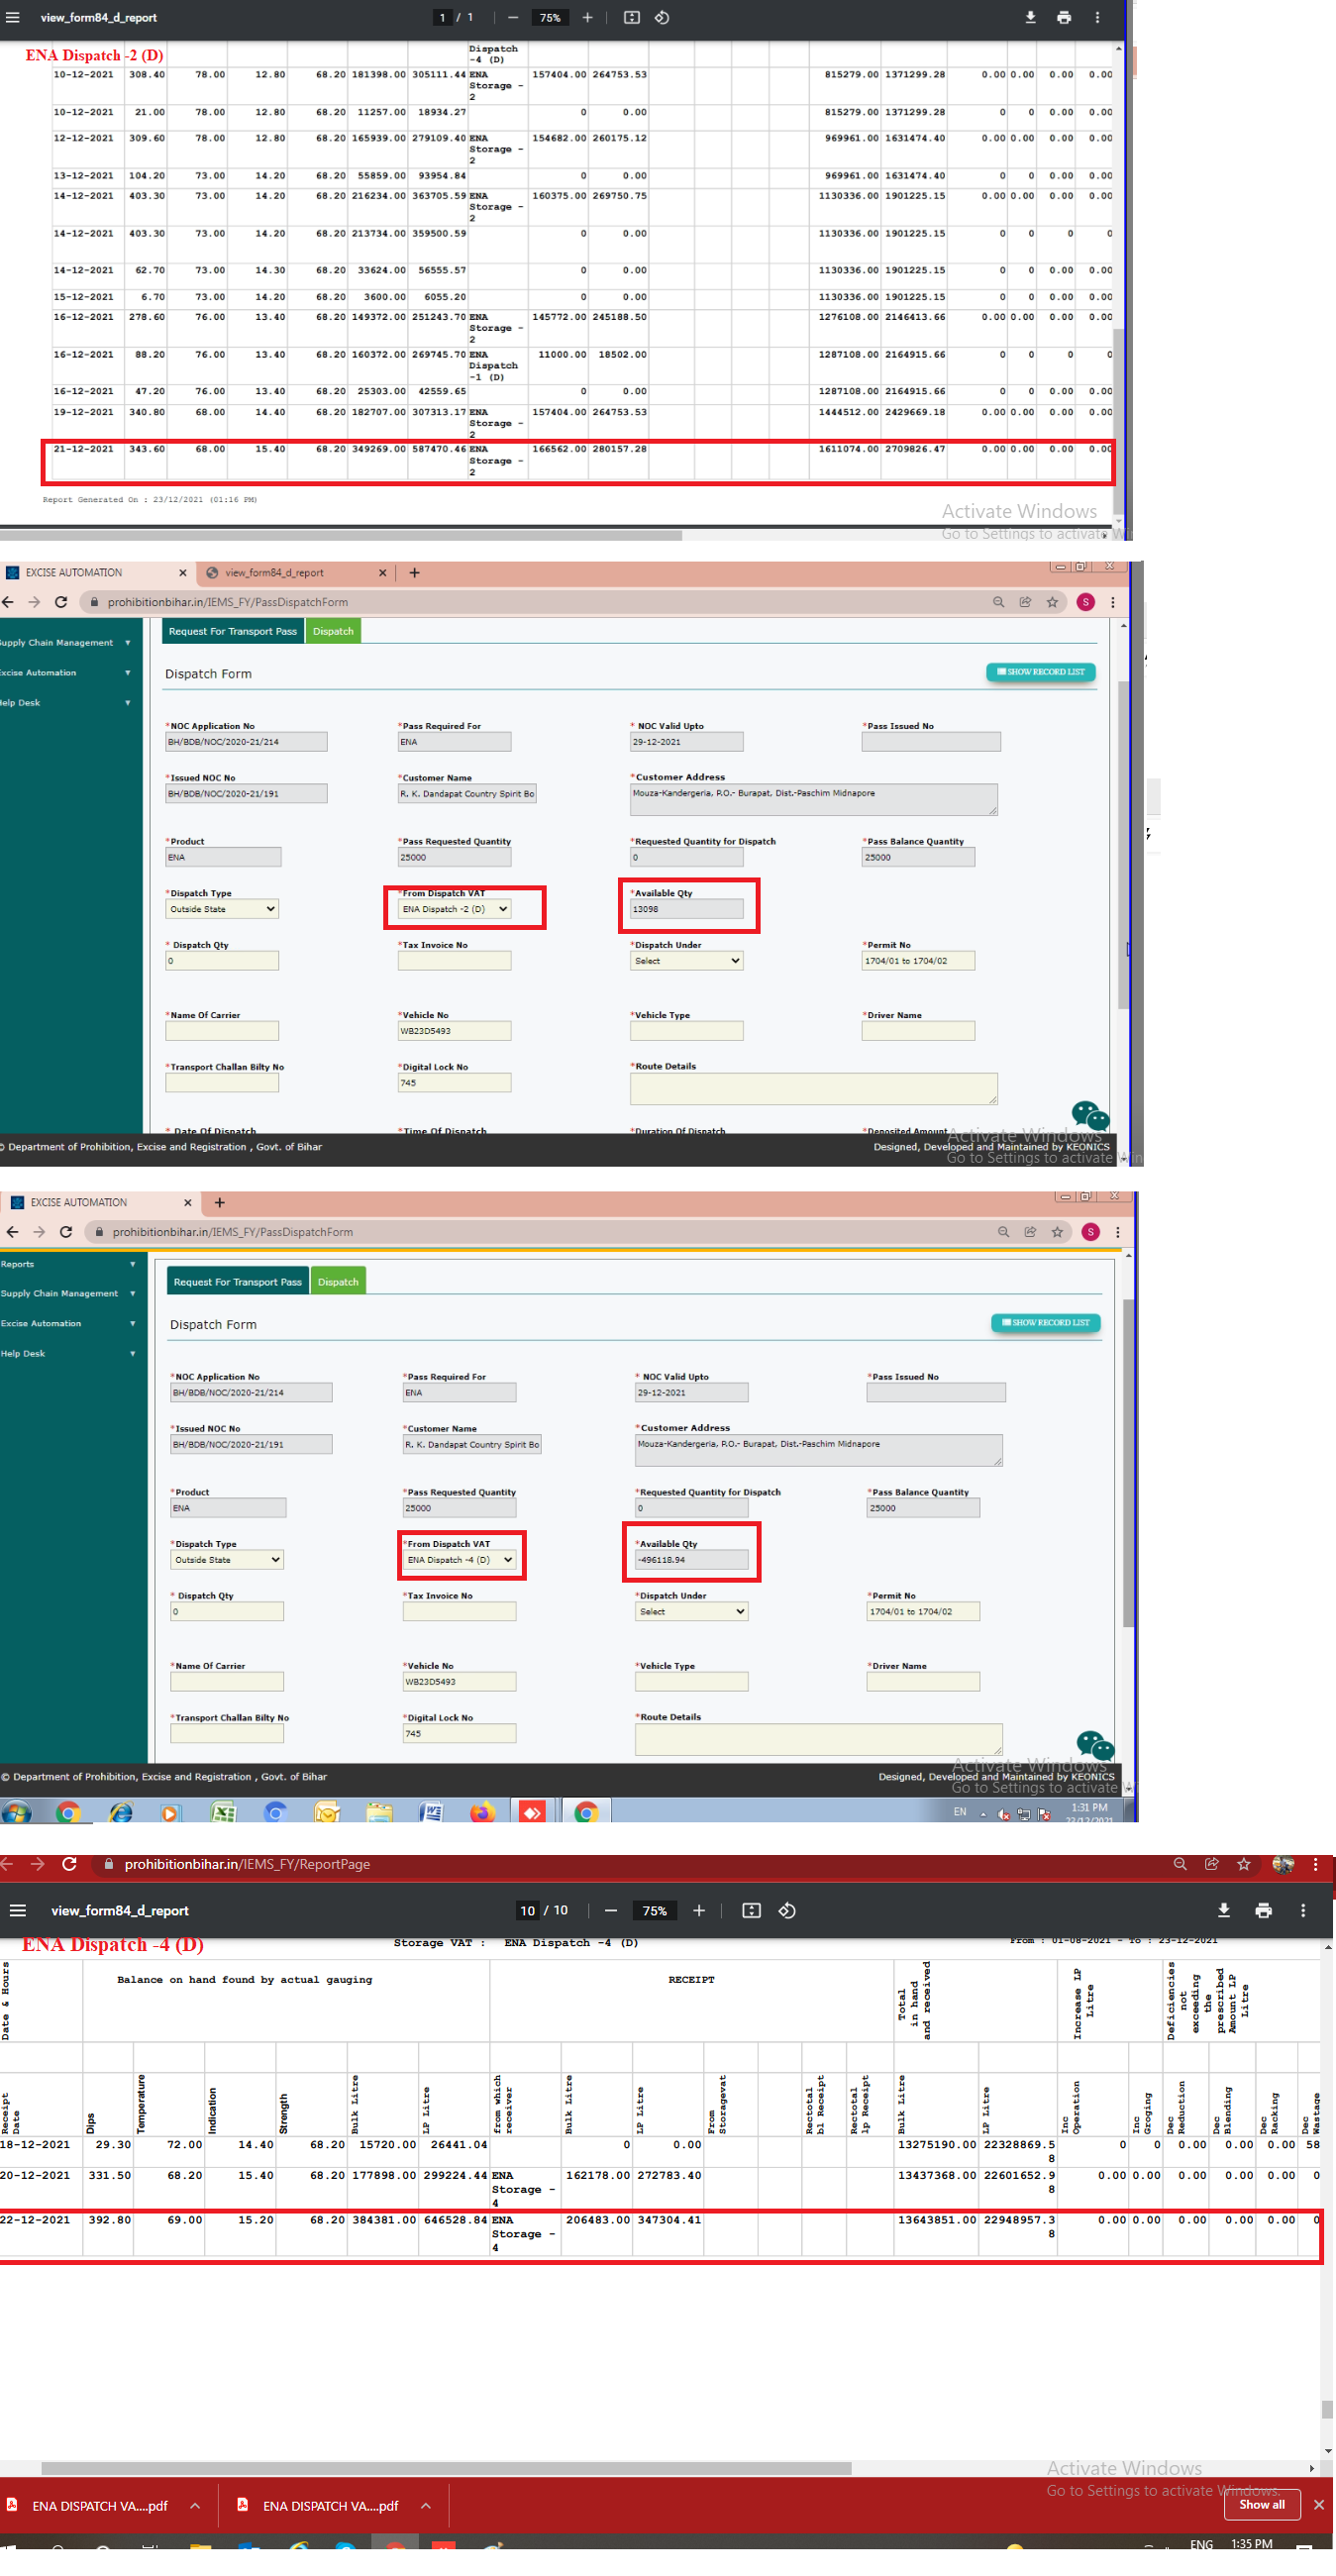 view_form84_d_report 1 / 1 75%
ENA Dispatch -2 (D)
Dispatch
-4 (D)
10-12-2021 308.40 78.00 12.80 68.20 181398.00 305111.44 ENA 157404.00 264753.53 815279.00 1371299.28 0.00 0.00 0.00 0.00
Storage -
2
10-12-2021 21.00 78.00 12.80 68.20 11257.00 18934.27 0 0.00 815279.00 1371299.28 0 0 0.00 0.00
12-12-2021 309.60 78.00 12.80 68.20 165939.00 279109.40 ENA 154682.00 260175.12 969961.00 1631474.40 0.00 0.00 0.00 0.00
Storage -
2
13-12-2021 104.20 73.00 14.20 68.20 55859.00 93954.84 0 0.00 969961.00 1631474.40 0 0 0.00 0.00
14-12-2021 403.30 73.00 14.20 68.20 216234.00 363705.59 ENA 160375.00 269750.75 1130336.00 1901225.15 0.00 0.00 0.00 0.00
Storage -
2
14-12-2021 403.30 73.00 14.20 68.20 213734.00 359500.59 0 0.00 1130336.00 1901225.15 0 0 0 0
14-12-2021 62.70 73.00 14.30 68.20 33624.00 56555.57 0 0.00 1130336.00 1901225.15 0 0 0.00 0.00
15-12-2021 6.70 73.00 14.20 68.20 3600.00 6055.20 0 0.00 1130336.00 1901225.15 0 0 0.00 0.00
16-12-2021 278.60 76.00 13.40 68.20 149372.00 251243.70 ENA 145772.00 245188.50 1276108.00 2146413.66 0.00 0.00 0.00 0.00
Storage -
2
16-12-2021 88.20 76.00 13.40 68.20 160372.00 269745.70 ENA 11000.00 18502.00 1287108.00 2164915.66 0 0 0 0
Dispatch
-1 (D)
16-12-2021 47.20 76.00 13.40 68.20 25303.00 42559.65 0 0.00 1287108.00 2164915.66 0 0 0.00 0.00
19-12-2021 340.80 68.00 14.40 68.20 182707.00 307313.17 ENA 157404.00 264753.53 1444512.00 2429669.18 0.00 0.00 0.00 0.00
Storage -
2
21-12-2021 343.60 68.00 15.40 68.20 349269.00 587470.46 ENA 166562.00 280157.28 1611074.00 2709826.47 0.00 0.00 0.00 0.00
Storage -
2
Report Generated On : 23/12/2021 (01:16 PM)
Activate Windows
Go to Settings to activate Wi
EXCISE AUTOMATION view_form84_d_report
prohibitionbihar.in/IEMS_FY/PassDispatchForm S
Supply Chain Management
Excise Automation
Help Desk
Request For Transport Pass Dispatch
Dispatch Form SHOW RECORD LIST
*NOC Application No *Pass Required For * NOC Valid Upto *Pass Issued No
BH/BDB/NOC/2020-21/214 ENA 29-12-2021
*Issued NOC No *Customer Name *Customer Address
BH/BDB/NOC/2020-21/191 R. K. Dandapat Country Spirit Bo Mouza-Kandergeria, P.O.- Burapat, Dist.-Paschim Midnapore
*Product *Pass Requested Quantity *Requested Quantity for Dispatch *Pass Balance Quantity
ENA 25000 0 25000
*Dispatch Type *From Dispatch VAT *Available Qty
Outside State ENA Dispatch -2 (D) 13098
* Dispatch Qty *Tax Invoice No *Dispatch Under *Permit No
0 Select 1704/01 to 1704/02
*Name Of Carrier *Vehicle No *Vehicle Type *Driver Name
WB23D5493
*Transport Challan Bilty No *Digital Lock No *Route Details
745
* Date Of Dispatch *Time Of Dispatch *Duration Of Dispatch *Deposited Amount
© Department of Prohibition, Excise and Registration , Govt. of Bihar Designed, Developed and Maintained by KEONICS
Activate Windows
Go to Settings to activate Win
EXCISE AUTOMATION
prohibitionbihar.in/IEMS_FY/PassDispatchForm S
Reports
Supply Chain Management
Excise Automation
Help Desk
Request For Transport Pass Dispatch
Dispatch Form SHOW RECORD LIST
*NOC Application No *Pass Required For * NOC Valid Upto *Pass Issued No
BH/BDB/NOC/2020-21/214 ENA 29-12-2021
*Issued NOC No *Customer Name *Customer Address
BH/BDB/NOC/2020-21/191 R. K. Dandapat Country Spirit Bo Mouza-Kandergeria, P.O.- Burapat, Dist.-Paschim Midnapore
*Product *Pass Requested Quantity *Requested Quantity for Dispatch *Pass Balance Quantity
ENA 25000 0 25000
*Dispatch Type *From Dispatch VAT *Available Qty
Outside State ENA Dispatch -4 (D) -496118.94
* Dispatch Qty *Tax Invoice No *Dispatch Under *Permit No
0 Select 1704/01 to 1704/02
*Name Of Carrier *Vehicle No *Vehicle Type *Driver Name
WB23D5493
*Transport Challan Bilty No *Digital Lock No *Route Details
745
© Department of Prohibition, Excise and Registration , Govt. of Bihar Designed, Developed and Maintained by KEONICS
Activate Windows
Go to Settings to activate W
EN 1:31 PM
prohibitionbihar.in/IEMS_FY/ReportPage
view_form84_d_report 10 / 10 75%
ENA Dispatch -4 (D) Storage VAT : ENA Dispatch -4 (D) From : 01-08-2021 - To : 23-12-2021
Date & Hours
Balance on hand found by actual gauging
RECEIPT
Total in hand and received
Increase LP Litre
Deficiencies not exceeding the prescribed Amount LP Litre
Receipt Date Dips Temperature Indication Strength Bulk Litre LP Litre from which receiver Bulk Litre LP Litre From Storagevat Rectotal bl Receipt Rectotal lp Receipt Bulk Litre LP Litre Inc Operation Inc Groging Dec Reduction Dec Blending Dec Racking Dec Wastage
18-12-2021 29.30 72.00 14.40 68.20 15720.00 26441.04 0 0.00 13275190.00 22328869.5 0 0 0.00 0.00 0.00 58
8
20-12-2021 331.50 68.20 15.40 68.20 177898.00 299224.44 ENA 162178.00 272783.40 13437368.00 22601652.9 0.00 0.00 0.00 0.00 0.00 0
Storage - 8
4
22-12-2021 392.80 69.00 15.20 68.20 384381.00 646528.84 ENA 206483.00 347304.41 13643851.00 22948957.3 0.00 0.00 0.00 0.00 0.00 0
Storage - 8
4
Activate Windows
Go to Settings to activate Windows.
ENA DISPATCH VA....pdf ENA DISPATCH VA....pdf Show all
ENG 1:35 PM